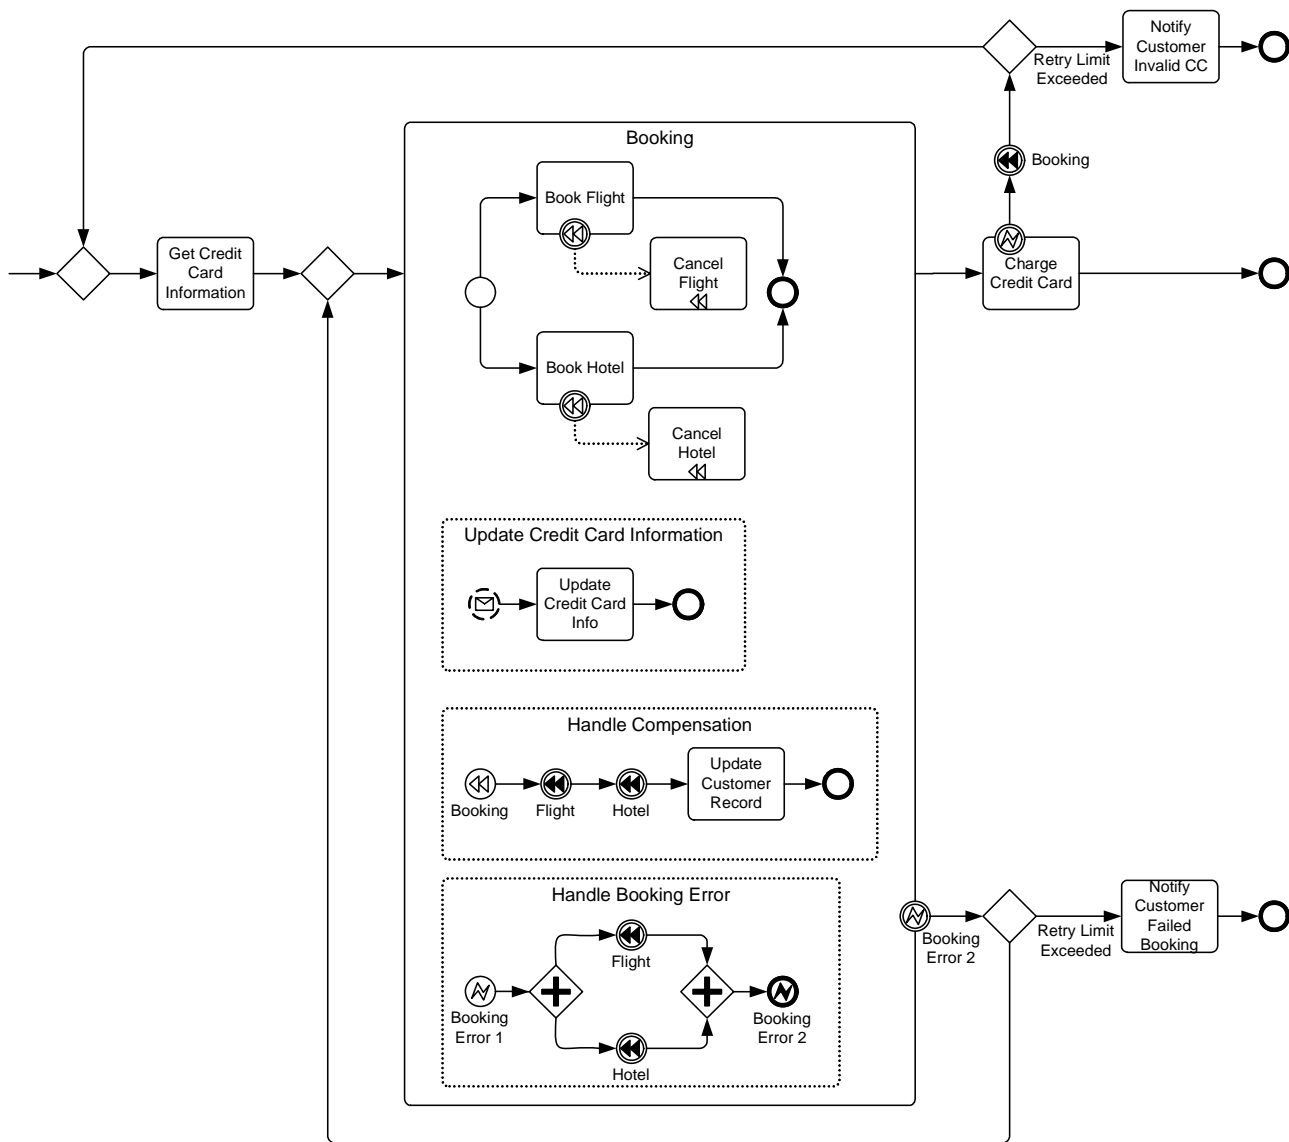 Notify
Customer
Invalid CC
Retry Limit
Exceeded
Booking
Booking
Book Flight
Get Credit
Card
Information
Cancel
Flight
Charge
Credit Card
Book Hotel
Cancel
Hotel
Update Credit Card Information
Update
Credit Card
Info
Handle Compensation
Update
Customer
Record
Booking
Flight
Hotel
Handle Booking Error
Notify
Customer
Failed
Booking
Booking
Error 2
Retry Limit
Exceeded
Flight
Booking
Error 1
Booking
Error 2
Hotel